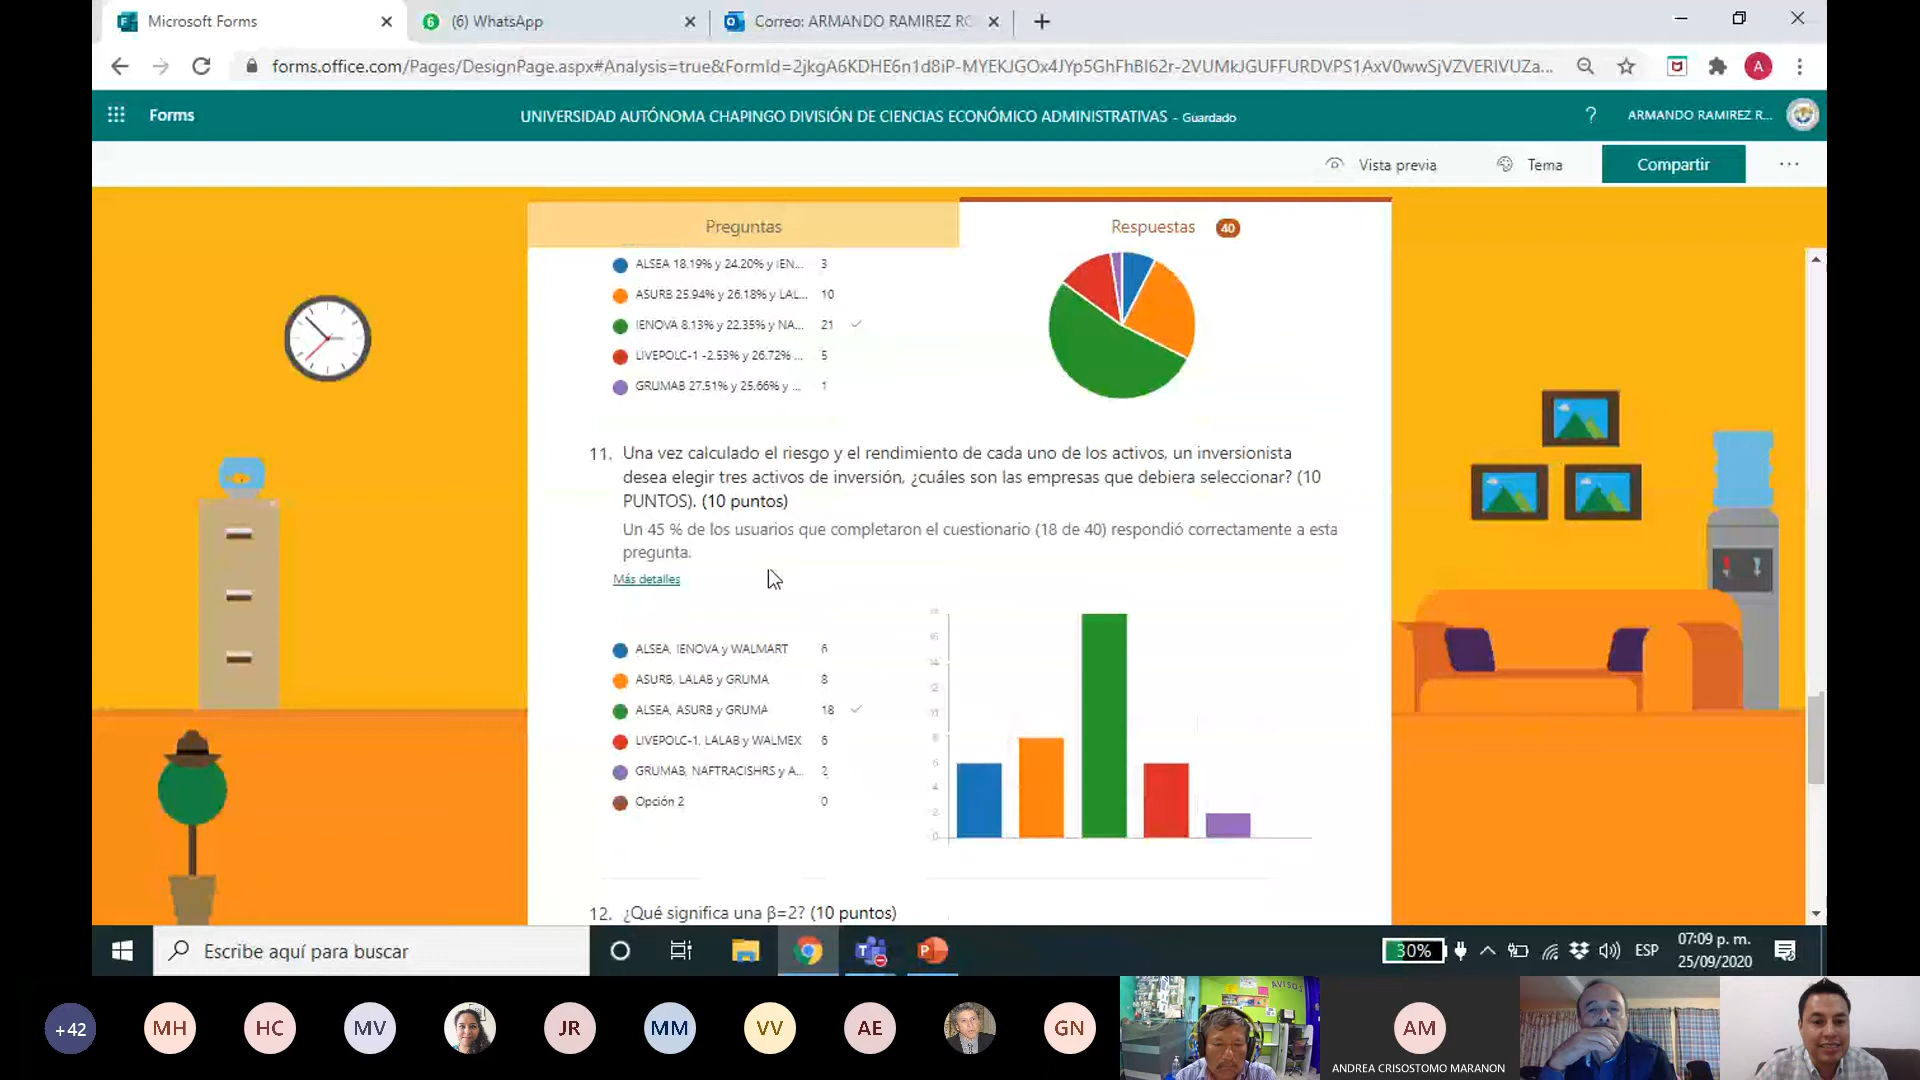 Microsoft Forms
6
(6) WhatsApp
Correo: ARMANDO RAMIREZ RO
forms.office.com/Pages/DesignPage.aspx#Analysis=true&FormId=2jkgA6KDHE6n1d8iP-MYEKJGOx4JYp5GhFhBI62r-2VUMkJGUFFURDVPS1AxV0wwSjVZVERIVUZa...
A
Forms
UNIVERSIDAD AUTÓNOMA CHAPINGO DIVISIÓN DE CIENCIAS ECONÓMICO ADMINISTRATIVAS - Guardado
?
ARMANDO RAMIREZ R...
Vista previa
Tema
Compartir
...
Preguntas
Respuestas
40
ALSEA 18.19% y 24.20% y IEN... 3
ASURB 25.94% y 26.18% y LAL... 10
IENOVA 8.13% y 22.35% y NA... 21
LIVEPOLC-1 -2.53% y 26.72% ... 5
GRUMAB 27.51% y 25.66% y ... 1
11. Una vez calculado el riesgo y el rendimiento de cada uno de los activos, un inversionista
desea elegir tres activos de inversión, ¿cuáles son las empresas que debiera seleccionar? (10
PUNTOS). (10 puntos)
Un 45 % de los usuarios que completaron el cuestionario (18 de 40) respondió correctamente a esta
pregunta.
Más detalles
ALSEA, IENOVA y WALMART 6
ASURB, LALAB y GRUMA 8
ALSEA, ASURB y GRUMA 18
LIVEPOLC-1, LALAB y WALMEX 6
GRUMAB, NAFTRACISHRS y A... 2
Opción 2 0
12. ¿Qué significa una β=2? (10 puntos)
Escribe aquí para buscar
30%
ESP
07:09 p. m.
25/09/2020
+42
MH
HC
MV
JR
MM
VV
AE
GN
AVISOS
AM
ANDREA CRISOSTOMO MARANON